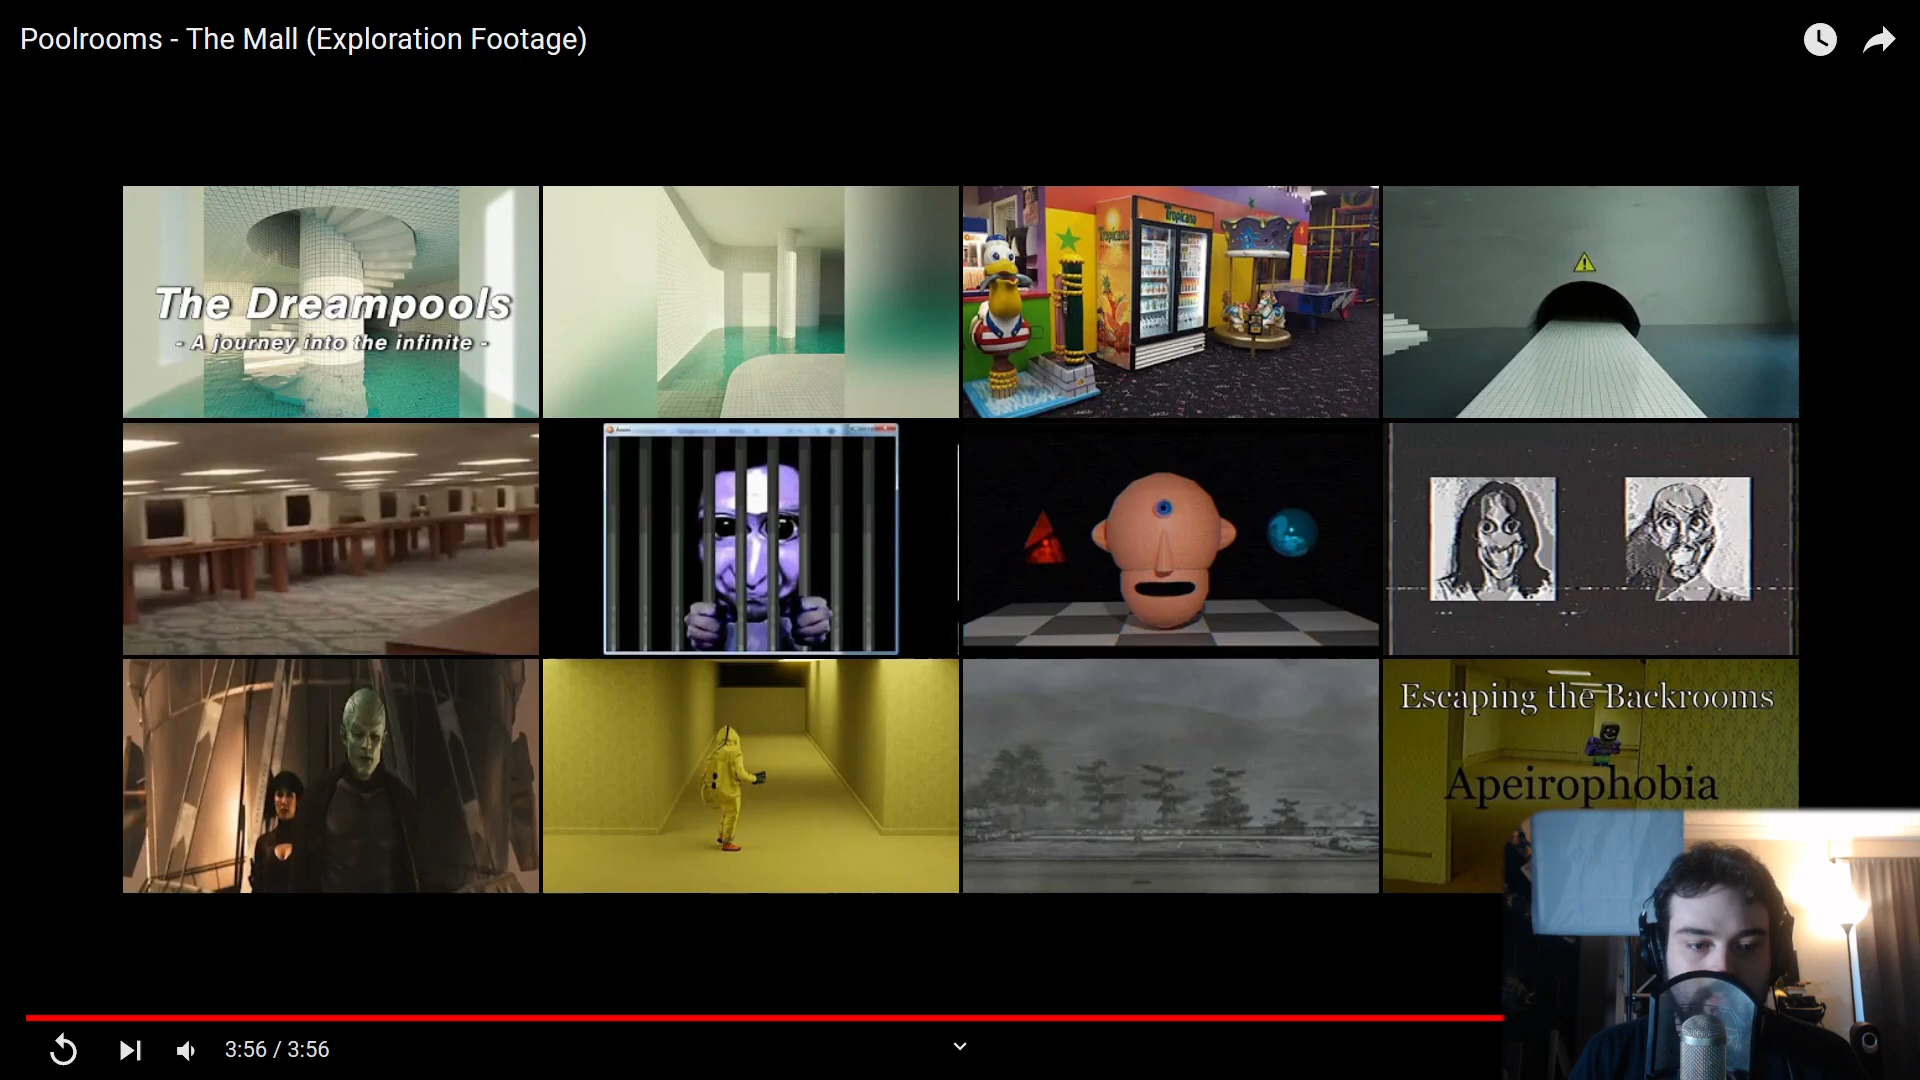 Poolrooms - The Mall (Exploration Footage)
The Dreampools
- A journey into the infinite -
Tropicana
Tropicana
Escaping the Backrooms
Apeirophobia
3:56 / 3:56